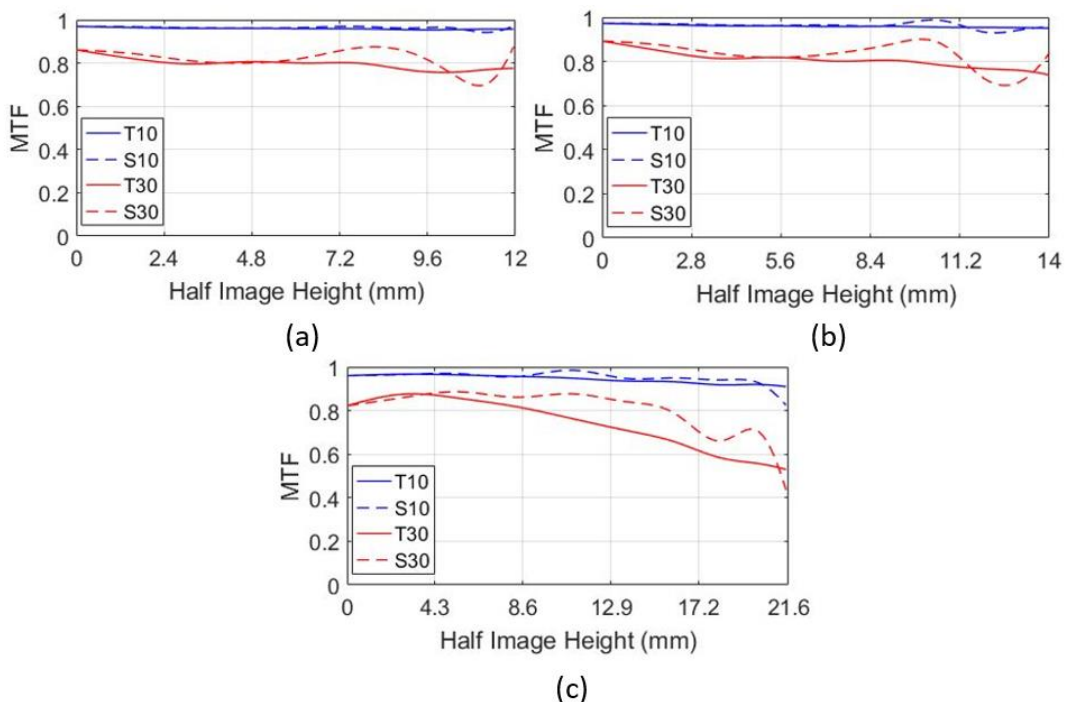 MTF
1
0.8
0.6
0.4
0.2
0
T10
S10
T30
S30
0 2.4 4.8 7.2 9.6 12
Half Image Height (mm)
(a)
MTF
1
0.8
0.6
0.4
0.2
0
T10
S10
T30
S30
0 2.8 5.6 8.4 11.2 14
Half Image Height (mm)
(b)
MTF
1
0.8
0.6
0.4
0.2
0
T10
S10
T30
S30
0 4.3 8.6 12.9 17.2 21.6
Half Image Height (mm)
(c)